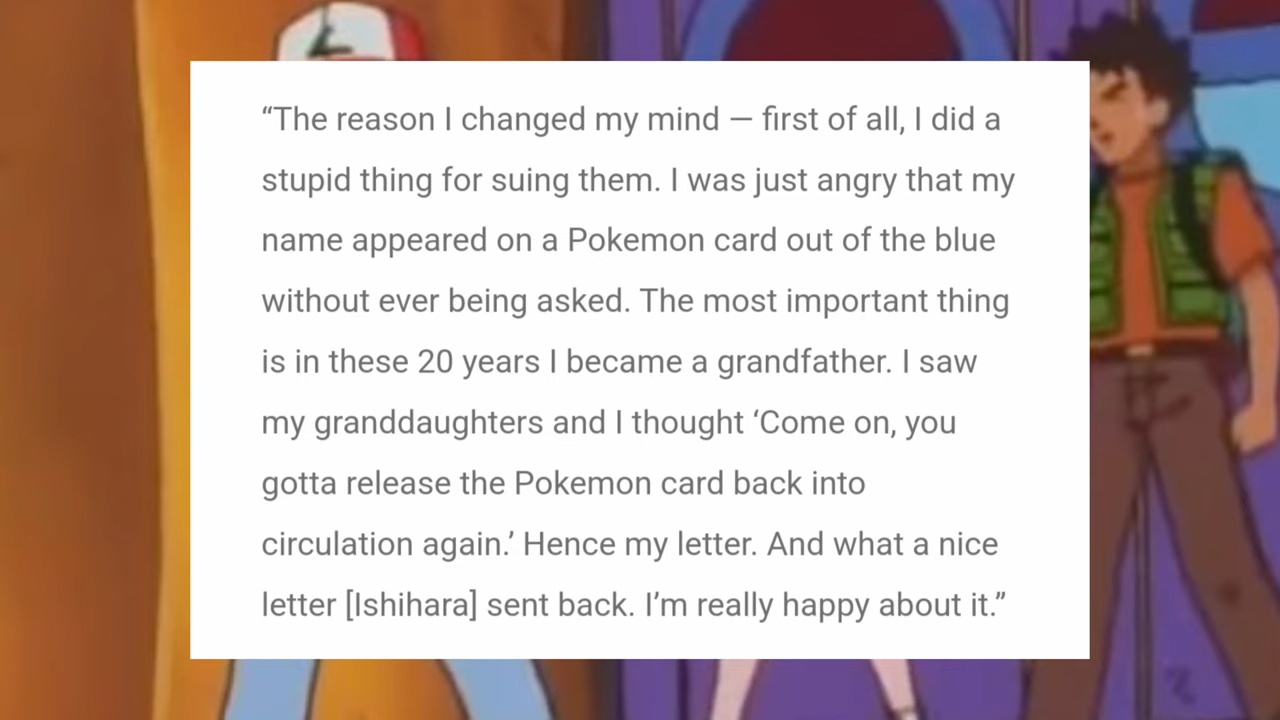 “The reason I changed my mind — first of all, I did a
stupid thing for suing them. I was just angry that my
name appeared on a Pokemon card out of the blue
without ever being asked. The most important thing
is in these 20 years I became a grandfather. I saw
my granddaughters and I thought ‘Come on, you
gotta release the Pokemon card back into
circulation again.’ Hence my letter. And what a nice
letter [Ishihara] sent back. I’m really happy about it.”